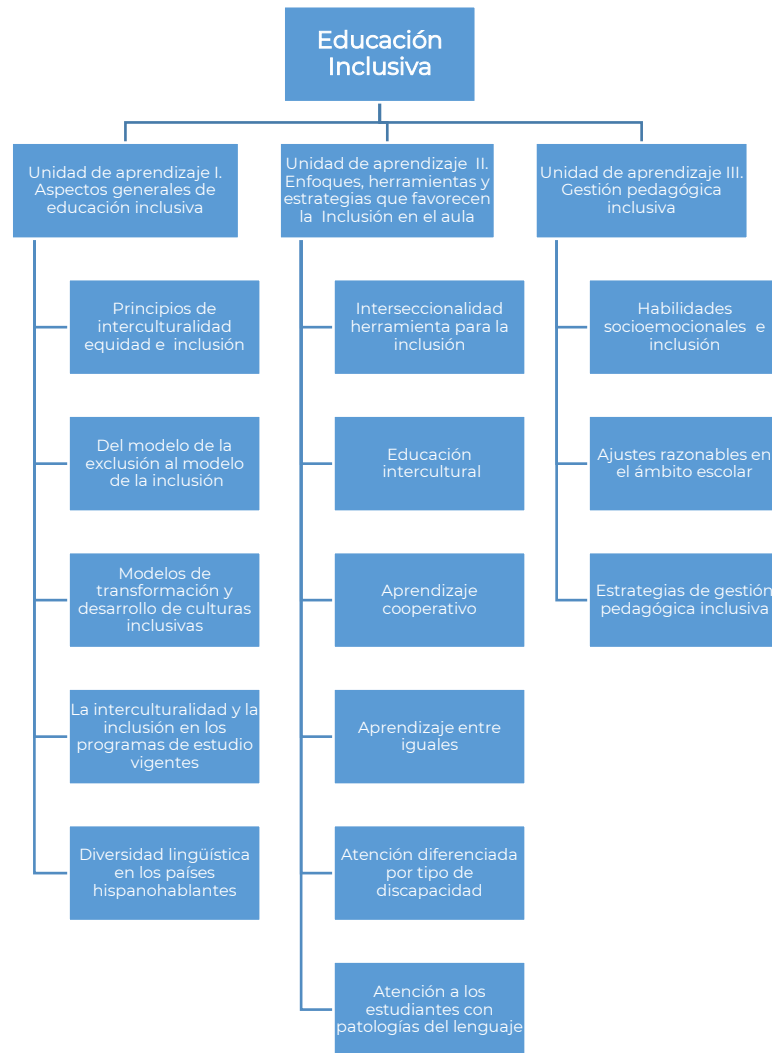 Educación
Inclusiva
Unidad de aprendizaje I.
Aspectos generales de
educación inclusiva
Principios de
interculturalidad
equidad e inclusión
Del modelo de la
exclusión al modelo
de la inclusión
Modelos de
transformación y
desarrollo de culturas
inclusivas
La interculturalidad y la
inclusión en los
programas de estudio
vigentes
Diversidad lingüística
en los países
hispanohablantes
Unidad de aprendizaje II.
Enfoques, herramientas y
estrategias que favorecen
la Inclusión en el aula
Interseccionalidad
herramienta para la
inclusión
Educación
intercultural
Aprendizaje
cooperativo
Aprendizaje entre
iguales
Atención diferenciada
por tipo de
discapacidad
Atención a los
estudiantes con
patologías del lenguaje
Unidad de aprendizaje III.
Gestión pedagógica
inclusiva
Habilidades
socioemocionales e
inclusión
Ajustes razonables en
el ámbito escolar
Estrategias de gestión
pedagógica inclusiva